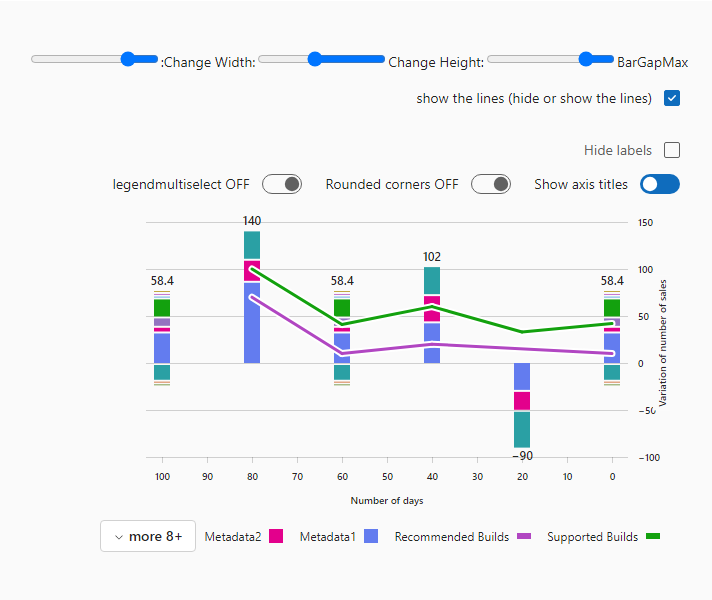 :Change Width: Change Height: BarGapMax
show the lines (hide or show the lines)
Hide labels
legendmultiselect OFF Rounded corners OFF Show axis titles
140 150
102
58.4 58.4 58.4
100
50
0
Variation of number of sales
−50
−90
−100
100 90 80 70 60 50 40 30 20 10 0
Number of days
more 8+ Metadata2 Metadata1 Recommended Builds Supported Builds